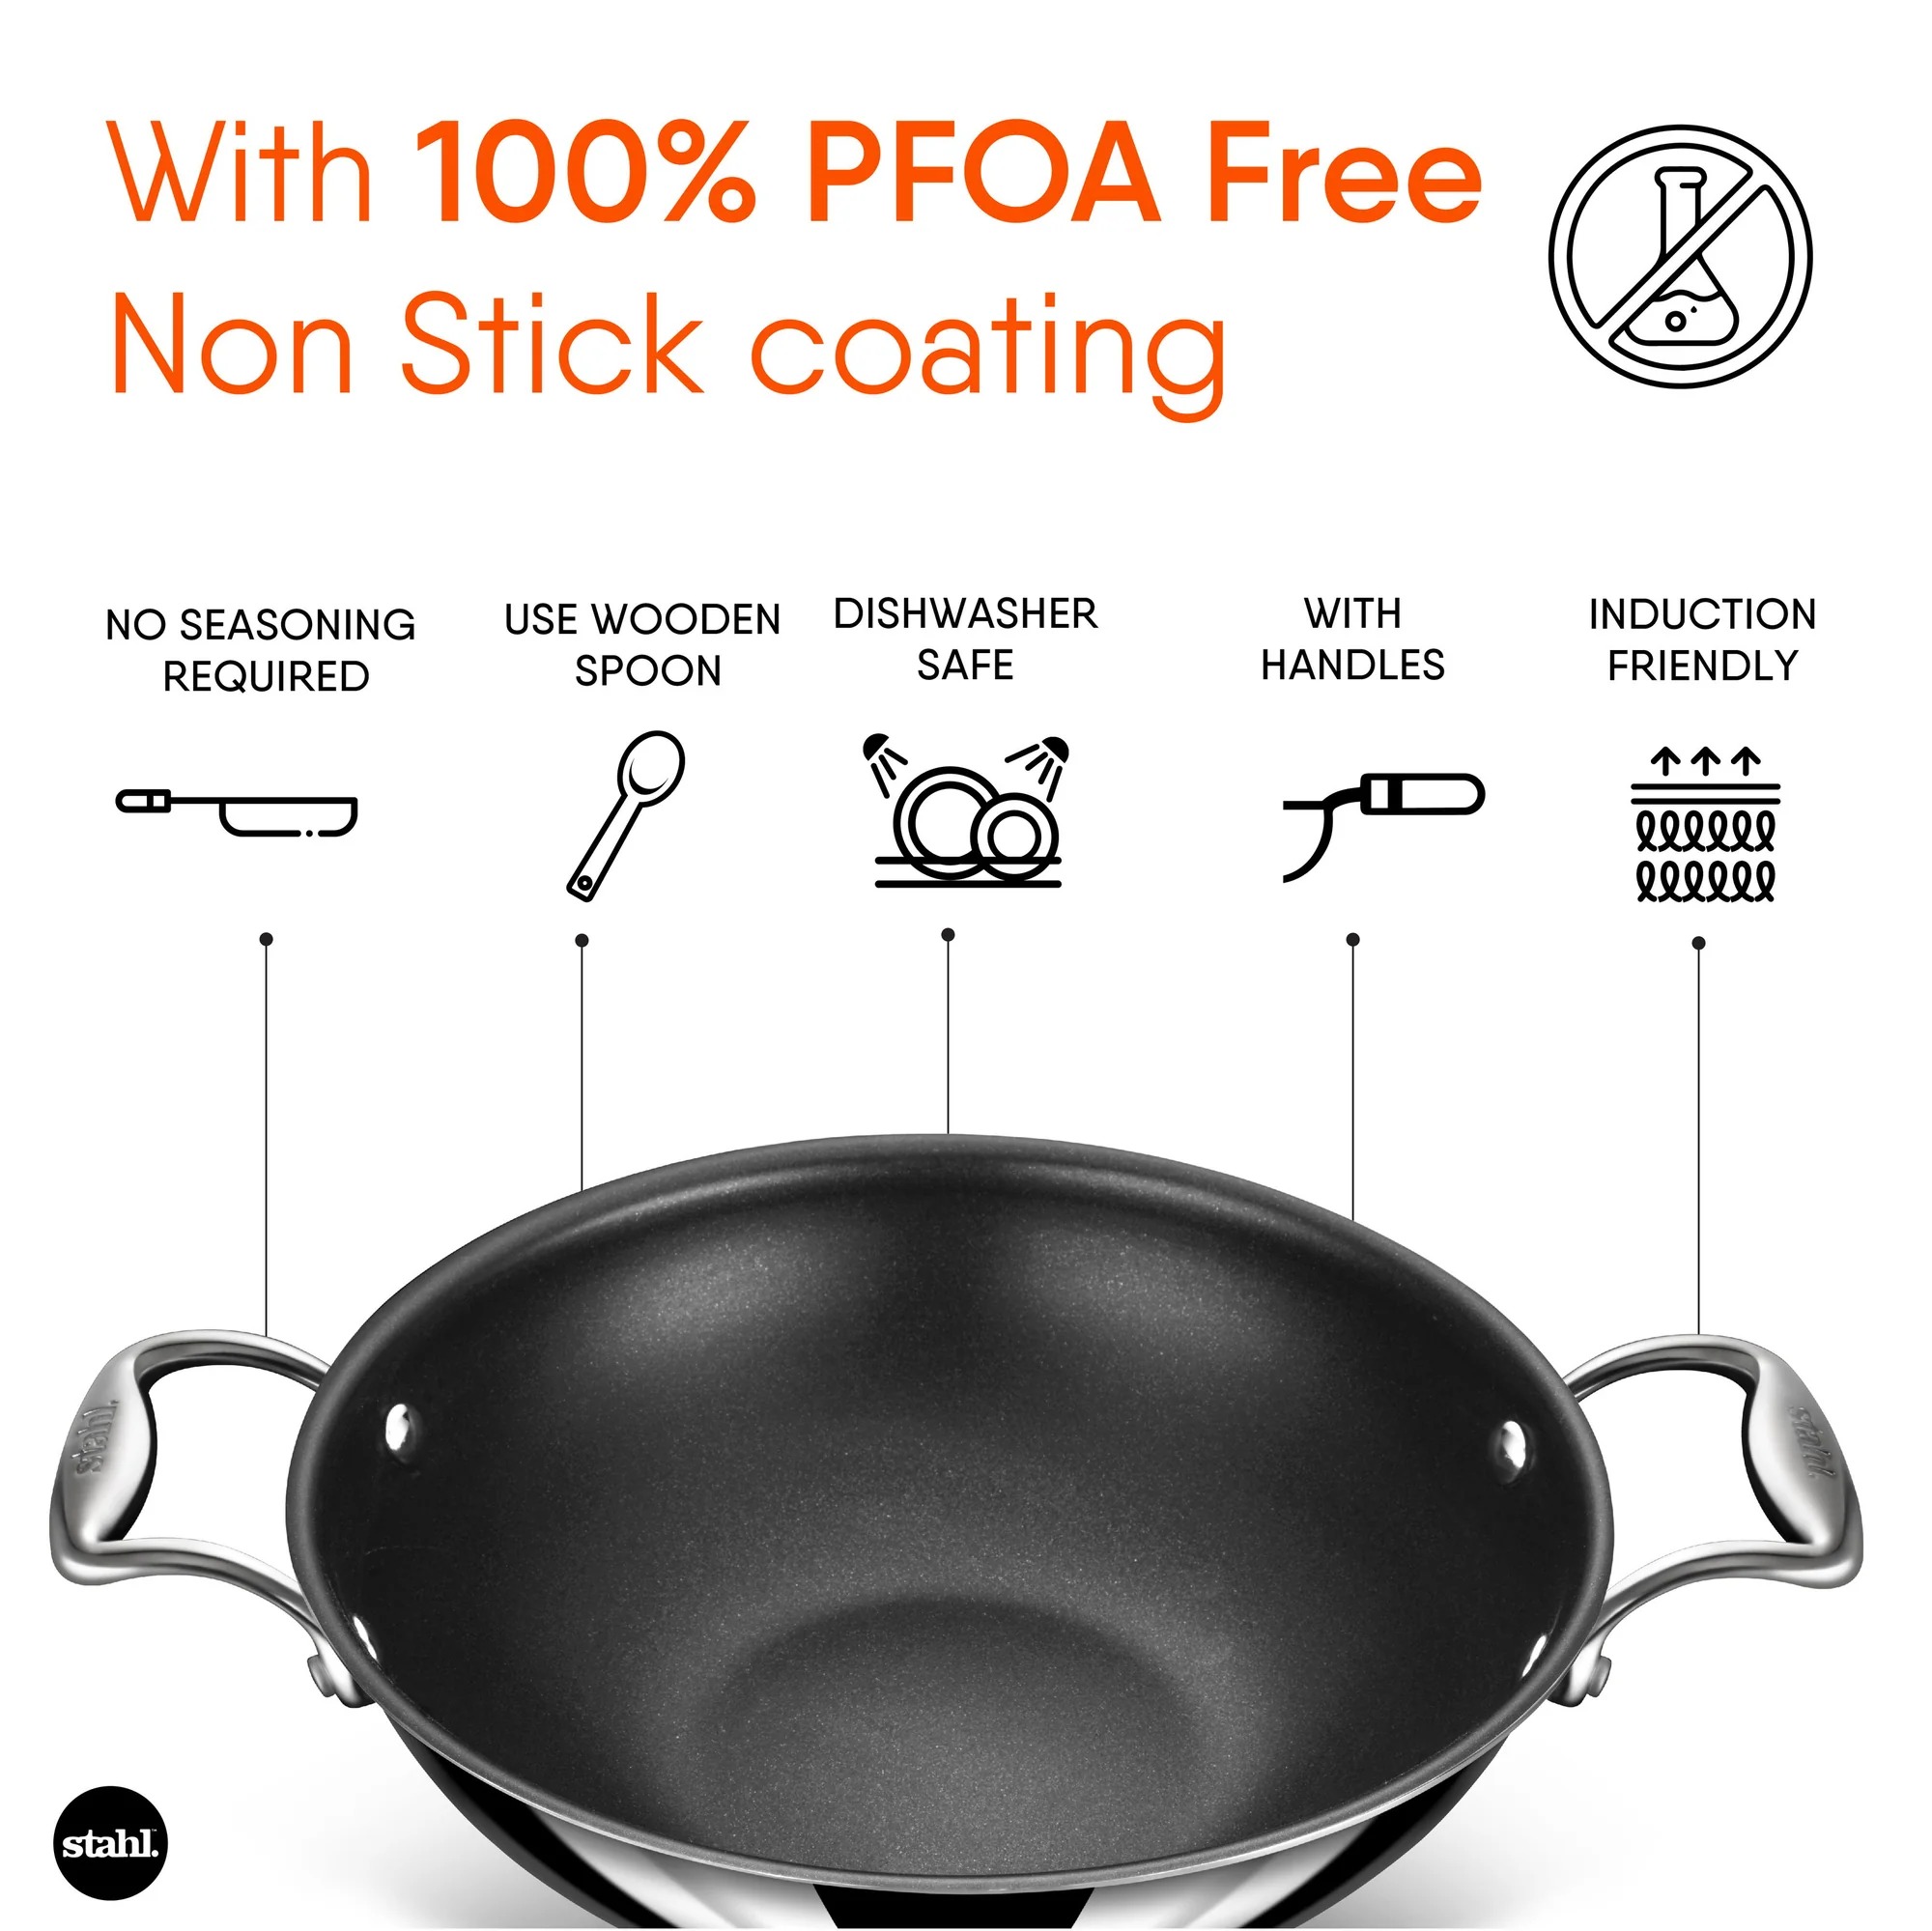 With 100% PFOA Free
Non Stick coating
NO SEASONING
REQUIRED
USE WOODEN
SPOON
DISHWASHER
SAFE
WITH
HANDLES
INDUCTION
FRIENDLY
stahl.
stahl.
stahl.